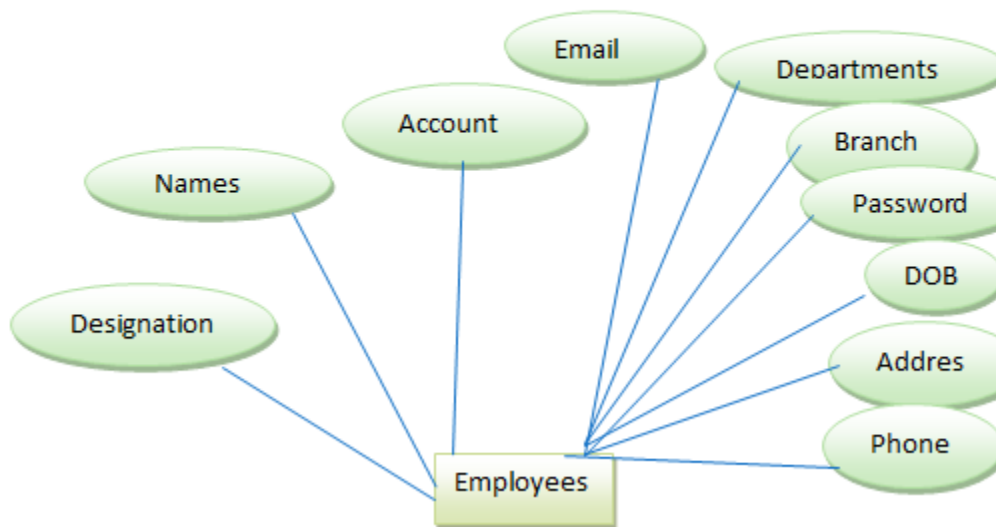 Email
Departments
Account
Branch
Names
Password
DOB
Designation
Addres
Phone
Employees